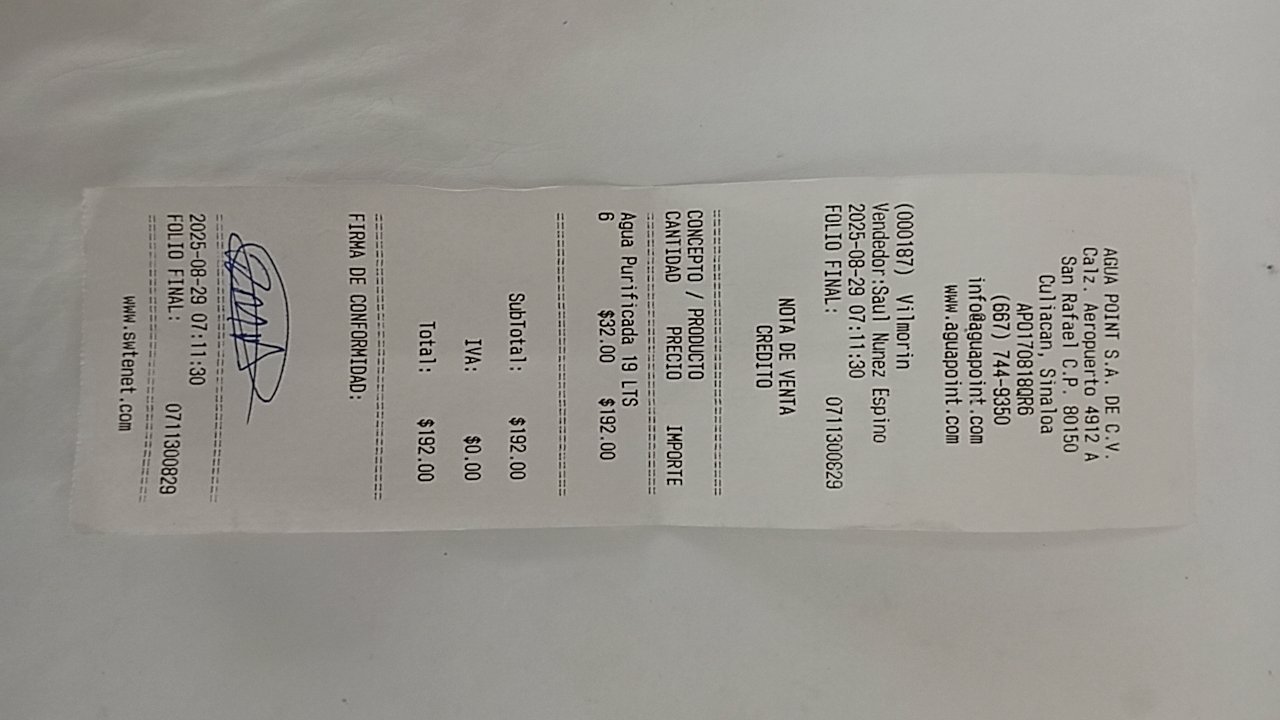 AGUA POINT S.A. DE C.V.
Calz. Aeropuerto 4912 A
San Rafael C.P. 80150
Culiacan, Sinaloa
APO170818QR6
(667) 744-9350
info@aguapoint.com
www.aguapoint.com
(000187) Vilmorin
Vendedor:Saul Nunez Espino
2025-08-29 07:11:30
FOLIO FINAL: 0711300829
NOTA DE VENTA
CREDITO
CONCEPTO / PRODUCTO
CANTIDAD PRECIO IMPORTE
Agua Purificada 19 LTS
6 $32.00 $192.00
SubTotal: $192.00
IVA: $0.00
Total: $192.00
FIRMA DE CONFORMIDAD:
2025-08-29 07:11:30
FOLIO FINAL: 0711300829
www.swtenet.com